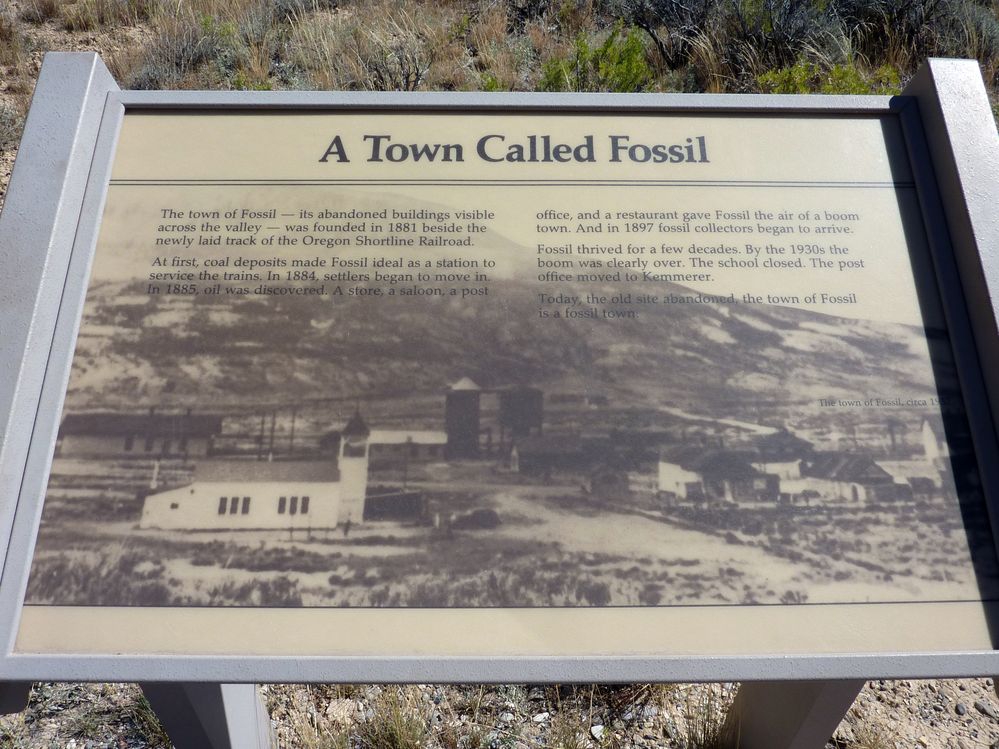 A Town Called Fossil
The town of Fossil — its abandoned buildings visible
across the valley — was founded in 1881 beside the
newly laid track of the Oregon Shortline Railroad.
At first, coal deposits made Fossil ideal as a station to
service the trains. In 1884, settlers began to move in.
In 1885, oil was discovered. A store, a saloon, a post
office, and a restaurant gave Fossil the air of a boom
town. And in 1897 fossil collectors began to arrive.
Fossil thrived for a few decades. By the 1930s the
boom was clearly over. The school closed. The post
office moved to Kemmerer.
Today, the old site abandoned, the town of Fossil
is a fossil town.
The town of Fossil, circa